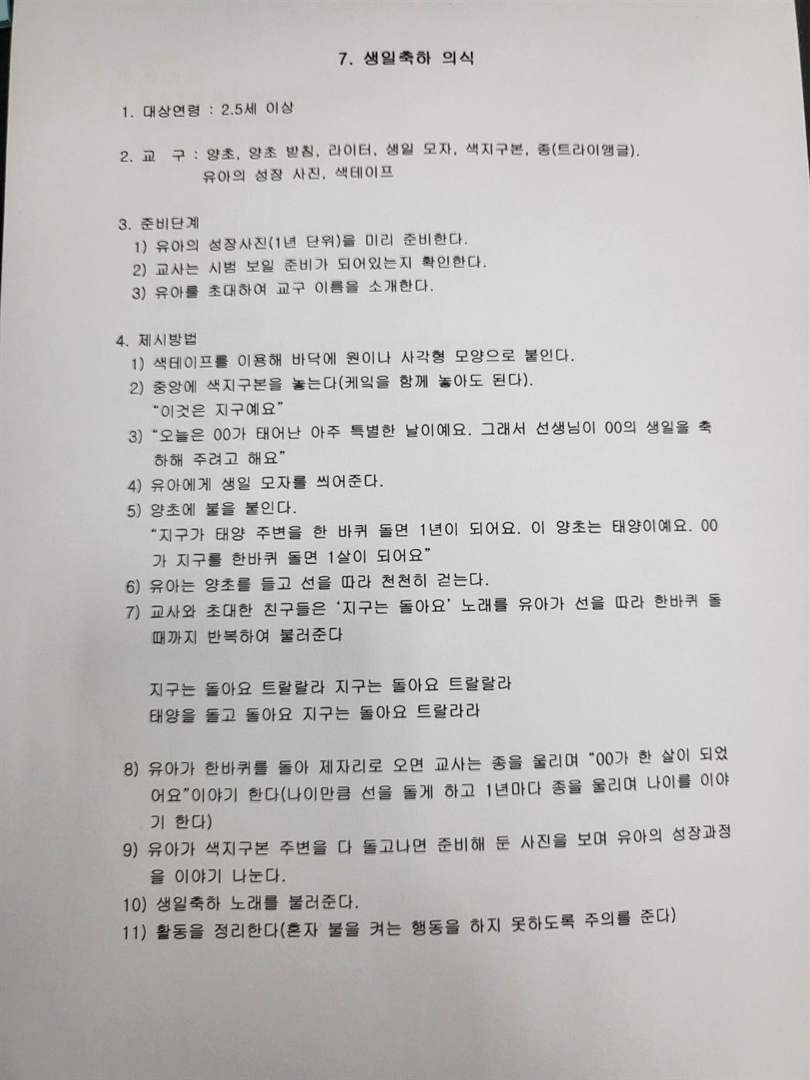 7. 생일축하 의식
1. 대상연령 : 2.5세 이상
2. 교 구 : 양초, 양초 받침, 라이터, 생일 모자, 색지구본, 종(트라이앵글).
유아의 성장 사진, 색테이프
3. 준비단계
1) 유아의 성장사진(1년 단위)을 미리 준비한다.
2) 교사는 시범 보일 준비가 되어있는지 확인한다.
3) 유아를 초대하여 교구 이름을 소개한다.
4. 제시방법
1) 색테이프를 이용해 바닥에 원이나 사각형 모양으로 붙인다.
2) 중앙에 색지구본을 놓는다(케잌을 함께 놓아도 된다).
“이것은 지구예요”
3) “오늘은 00가 태어난 아주 특별한 날이예요. 그래서 선생님이 00의 생일을 축
하해 주려고 해요”
4) 유아에게 생일 모자를 씌어준다.
5) 양초에 불을 붙인다.
“지구가 태양 주변을 한 바퀴 돌면 1년이 되어요. 이 양초는 태양이예요. 00
가 지구를 한바퀴 돌면 1살이 되어요”
6) 유아는 양초를 들고 선을 따라 천천히 걷는다.
7) 교사와 초대한 친구들은 ‘지구는 돌아요’ 노래를 유아가 선을 따라 한바퀴 돌
때까지 반복하여 불러준다
지구는 돌아요 트랄랄라 지구는 돌아요 트랄랄라
태양을 돌고 돌아요 지구는 돌아요 트랄라라
8) 유아가 한바퀴를 돌아 제자리로 오면 교사는 종을 울리며 “00가 한 살이 되었
어요”이야기 한다(나이만큼 선을 돌게 하고 1년마다 종을 울리며 나이를 이야
기 한다)
9) 유아가 색지구본 주변을 다 돌고나면 준비해 둔 사진을 보며 유아의 성장과정
을 이야기 나눈다.
10) 생일축하 노래를 불러준다.
11) 활동을 정리한다(혼자 불을 켜는 행동을 하지 못하도록 주의를 준다)